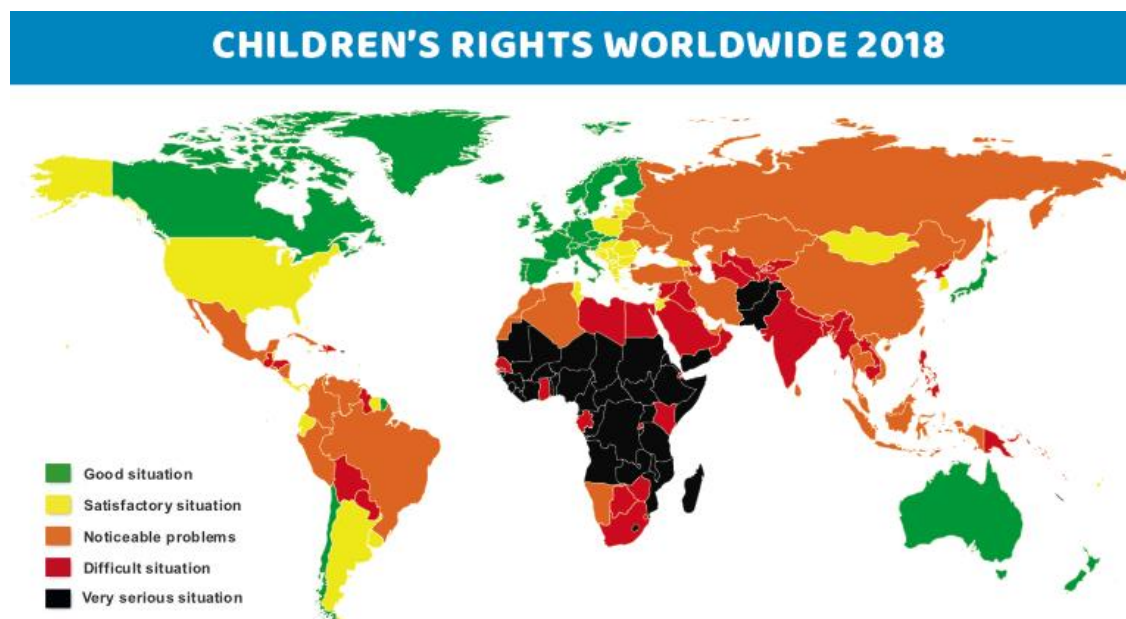 CHILDREN'S RIGHTS WORLDWIDE 2018
Good situation
Satisfactory situation
Noticeable problems
Difficult situation
Very serious situation